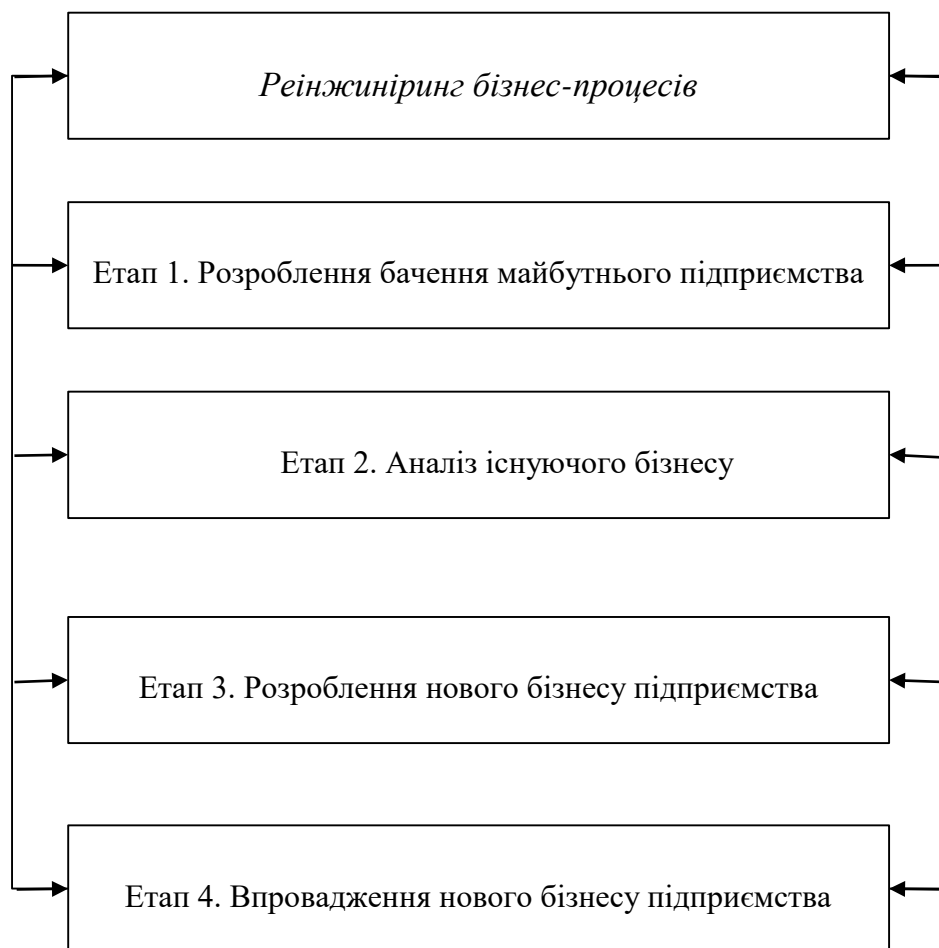 Реінжиніринг бізнес-процесів
Етап 1. Розроблення бачення майбутнього підприємства
Етап 2. Аналіз існуючого бізнесу
Етап 3. Розроблення нового бізнесу підприємства
Етап 4. Впровадження нового бізнесу підприємства